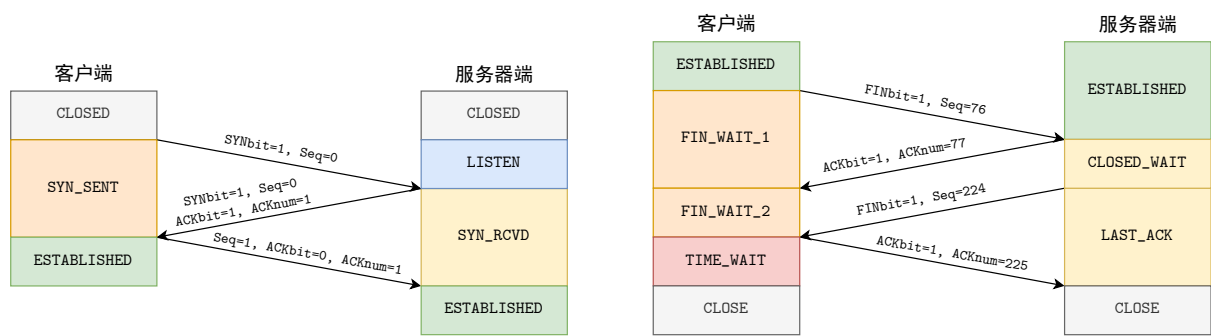 客户端
服务器端
CLOSED
CLOSED
SYNbit=1, Seq=0
LISTEN
SYN_SENT
SYNbit=1, Seq=0
ACKbit=1, ACKnum=1
SYN_RCVD
Seq=1, ACKbit=0, ACKnum=1
ESTABLISHED
ESTABLISHED
客户端
服务器端
ESTABLISHED
ESTABLISHED
FINbit=1, Seq=76
FIN_WAIT_1
ACKbit=1, ACKnum=77
CLOSED_WAIT
FINbit=1, Seq=224
FIN_WAIT_2
LAST_ACK
ACKbit=1, ACKnum=225
TIME_WAIT
CLOSE
CLOSE